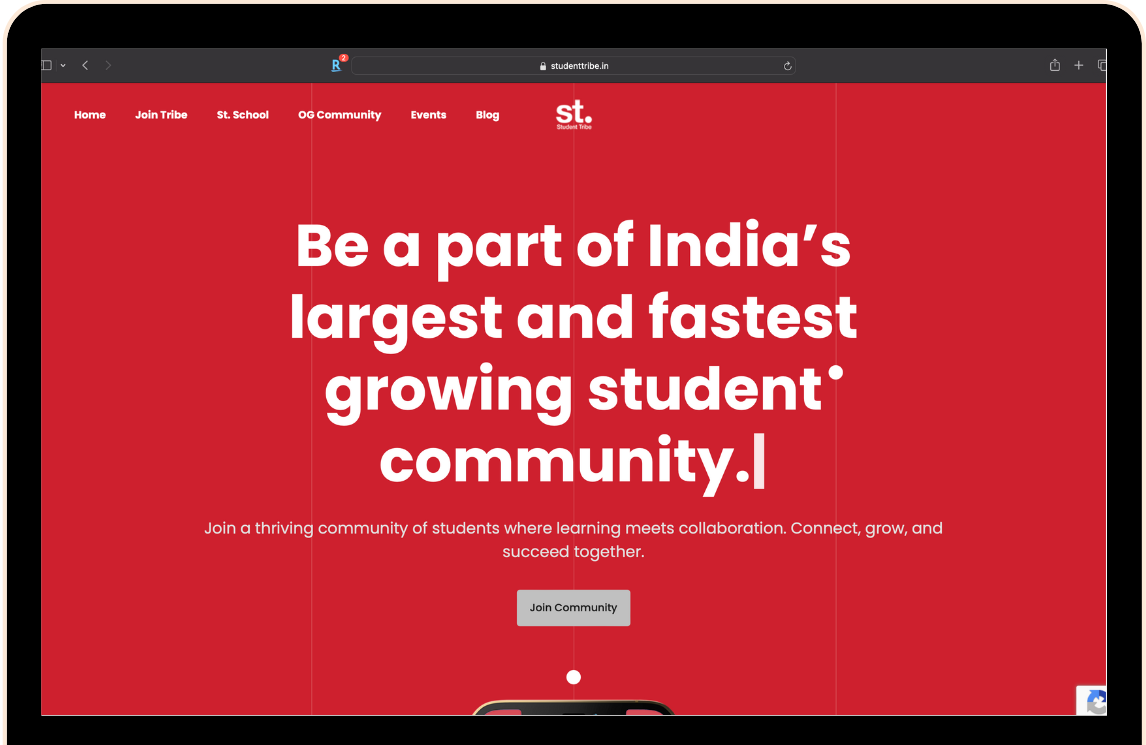 R 2
studenttribe.in
Home Join Tribe St. School OG Community Events Blog
st.
Student Tribe
Be a part of India’s
largest and fastest
growing student
community.
Join a thriving community of students where learning meets collaboration. Connect, grow, and
succeed together.
Join Community